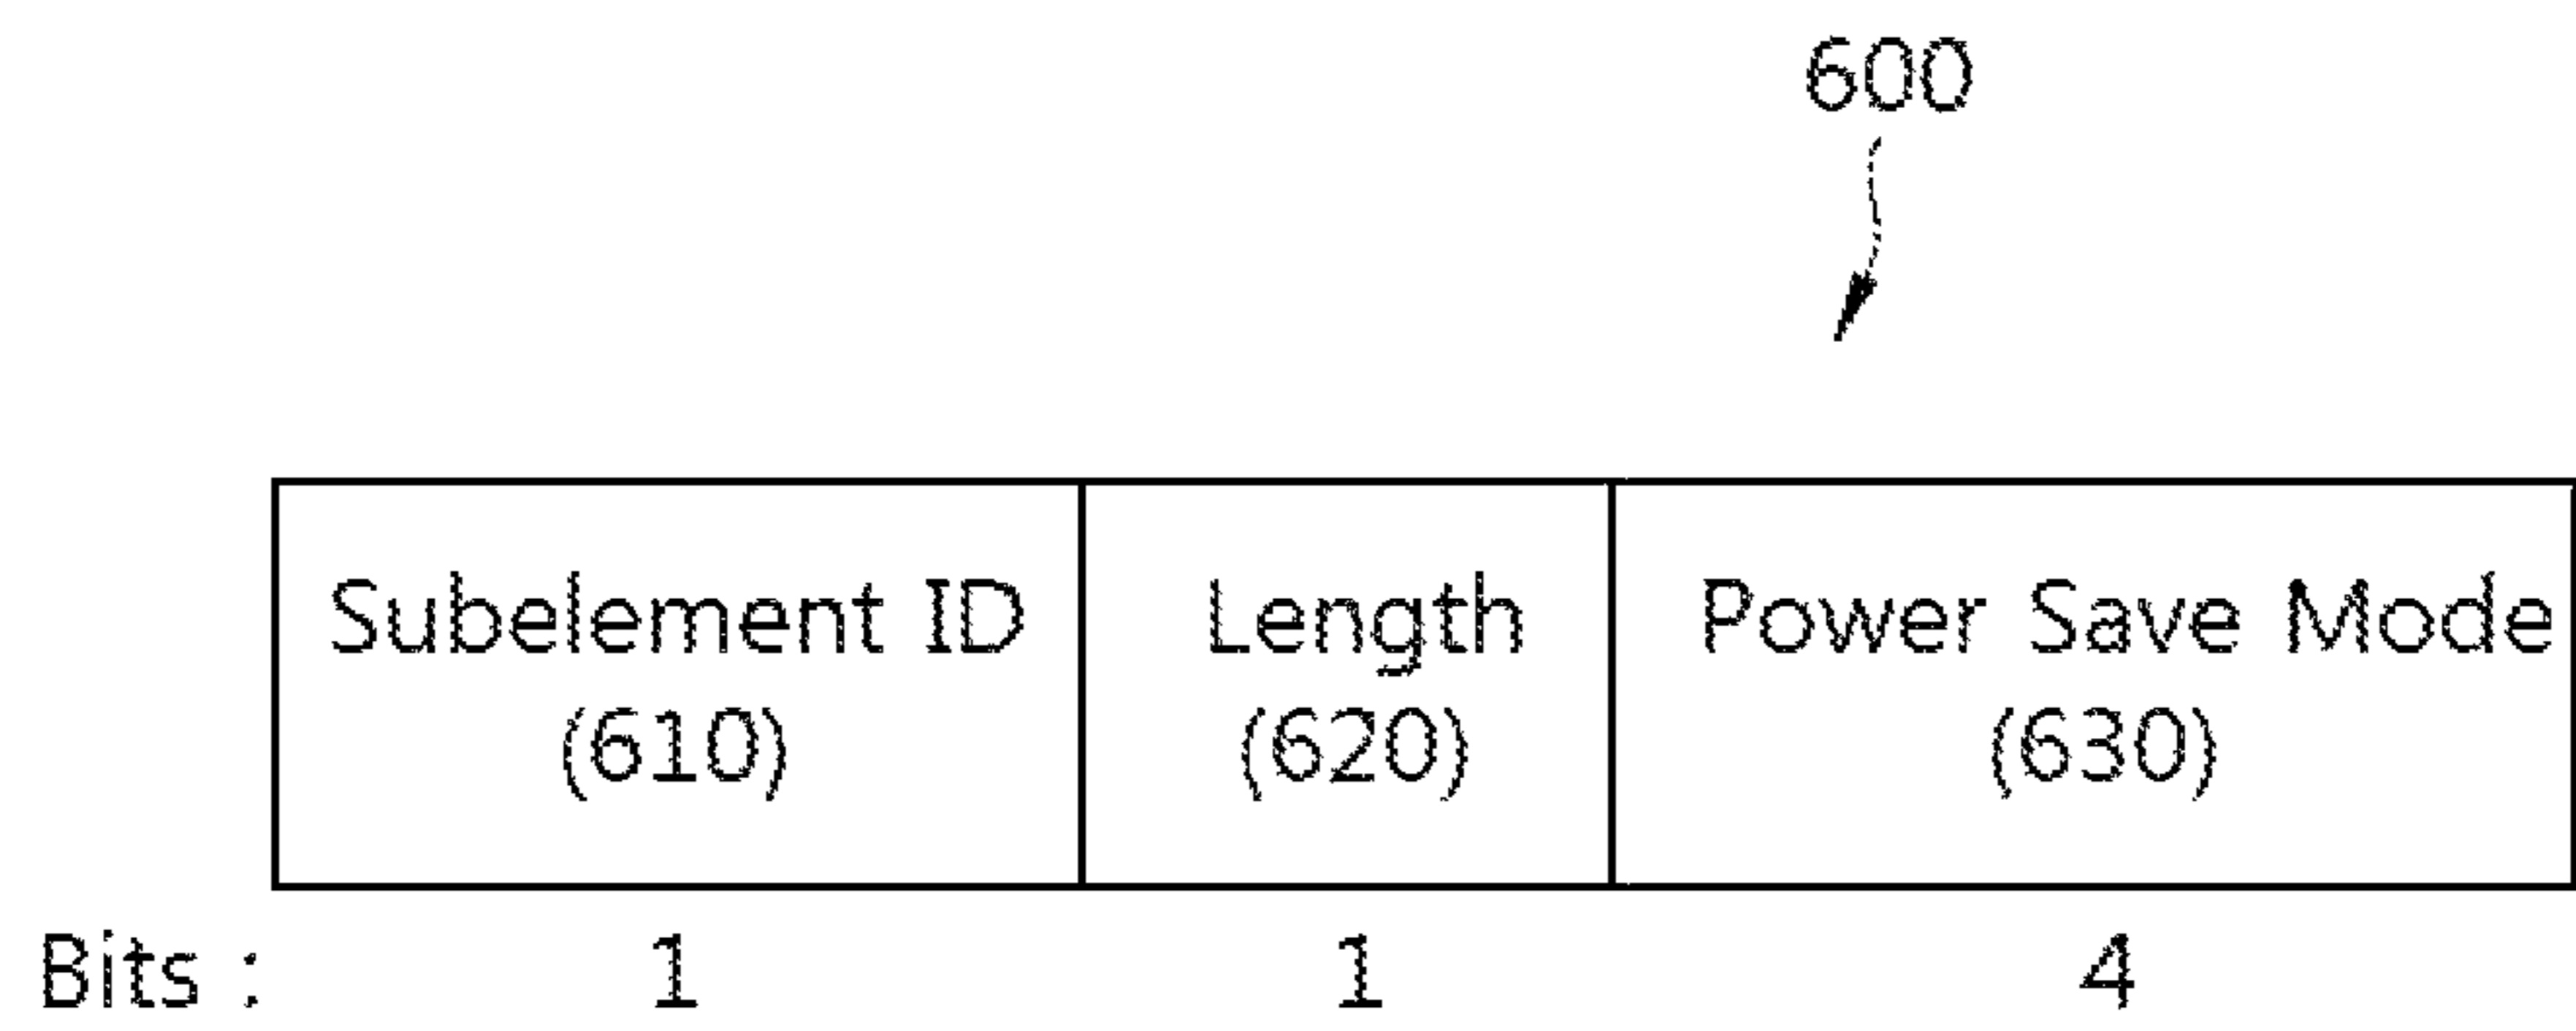 600
Subelement ID Length Power Save Mode
(610) (620) (630)
Bits : 1 1 4